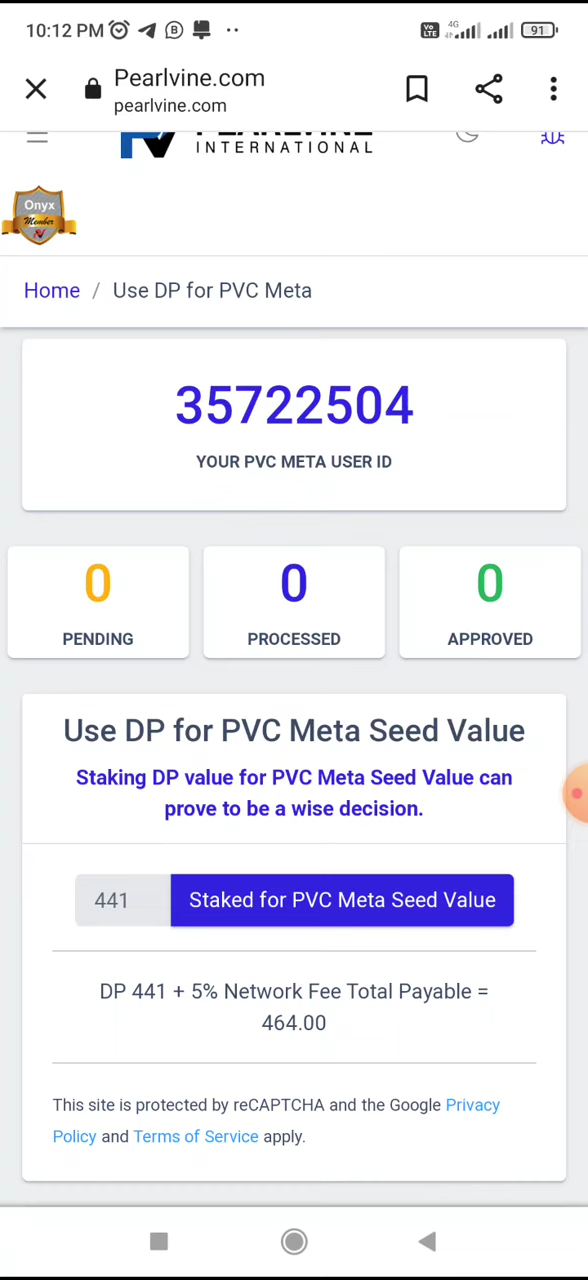 10:12 PM
4G
Vo LTE
91
Pearlvine.com
pearlvine.com
PEARLVINE
INTERNATIONAL
Onyx
Member
Home / Use DP for PVC Meta
35722504
YOUR PVC META USER ID
0 0 0
PENDING PROCESSED APPROVED
Use DP for PVC Meta Seed Value
Staking DP value for PVC Meta Seed Value can
prove to be a wise decision.
441 Staked for PVC Meta Seed Value
DP 441 + 5% Network Fee Total Payable =
464.00
This site is protected by reCAPTCHA and the Google Privacy
Policy and Terms of Service apply.